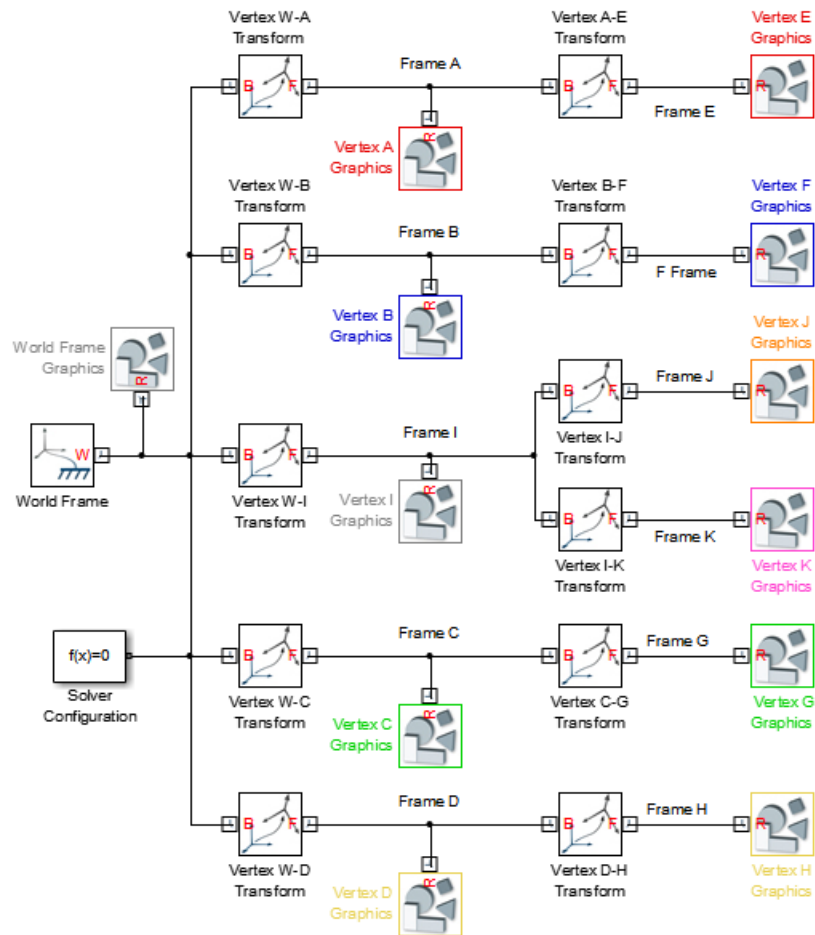 Vertex W-A
Transform
Vertex A-E
Transform
Vertex E
Graphics
B
F
Frame A
B
F
Frame E
R
R
Vertex A
Graphics
Vertex W-B
Transform
Vertex B-F
Transform
Vertex F
Graphics
B
F
Frame B
B
F
F Frame
R
R
Vertex B
Graphics
World Frame
Graphics
R
Vertex J
Graphics
B
F
Frame J
R
Vertex I-J
Transform
W
World Frame
B
F
Frame I
Vertex W-I
Transform
R
Vertex I
Graphics
B
F
Frame K
R
Vertex I-K
Transform
Vertex K
Graphics
f(x)=0
Solver
Configuration
B
F
Frame C
Vertex W-C
Transform
R
Vertex C
Graphics
B
F
Frame G
R
Vertex C-G
Transform
Vertex G
Graphics
B
F
Frame D
Vertex W-D
Transform
R
Vertex D
Graphics
B
F
Frame H
R
Vertex D-H
Transform
Vertex H
Graphics